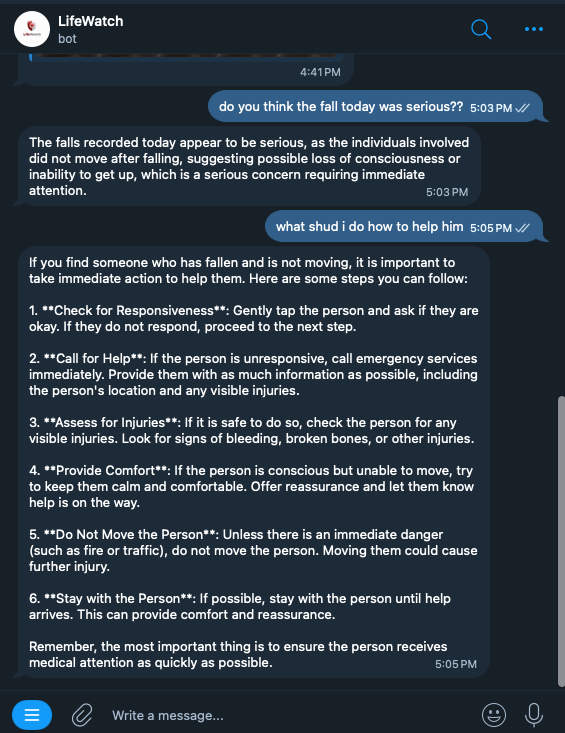 LifeWatch
bot
4:41 PM
do you think the fall today was serious?? 5:03 PM
The falls recorded today appear to be serious, as the individuals involved
did not move after falling, suggesting possible loss of consciousness or
inability to get up, which is a serious concern requiring immediate
attention. 5:03 PM
what shud i do how to help him 5:05 PM
If you find someone who has fallen and is not moving, it is important to
take immediate action to help them. Here are some steps you can follow:
1. **Check for Responsiveness**: Gently tap the person and ask if they are
okay. If they do not respond, proceed to the next step.
2. **Call for Help**: If the person is unresponsive, call emergency services
immediately. Provide them with as much information as possible, including
the person's location and any visible injuries.
3. **Assess for Injuries**: If it is safe to do so, check the person for any
visible injuries. Look for signs of bleeding, broken bones, or other injuries.
4. **Provide Comfort**: If the person is conscious but unable to move, try
to keep them calm and comfortable. Offer reassurance and let them know
help is on the way.
5. **Do Not Move the Person**: Unless there is an immediate danger
(such as fire or traffic), do not move the person. Moving them could cause
further injury.
6. **Stay with the Person**: If possible, stay with the person until help
arrives. This can provide comfort and reassurance.
Remember, the most important thing is to ensure the person receives
medical attention as quickly as possible. 5:05 PM
Write a message...